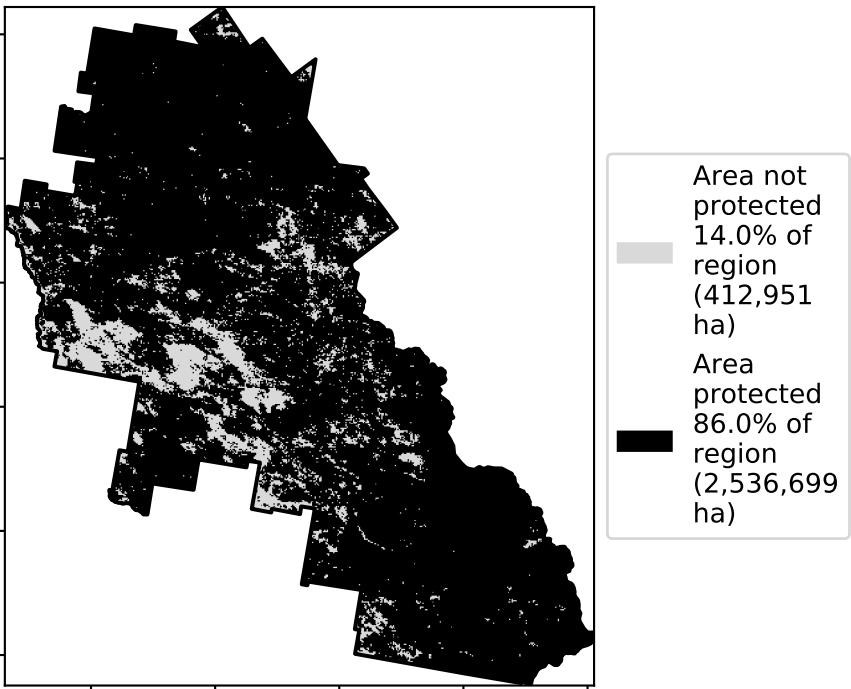 Area not
protected
14.0% of
region
(412,951
ha)
Area
protected
86.0% of
region
(2,536,699
ha)